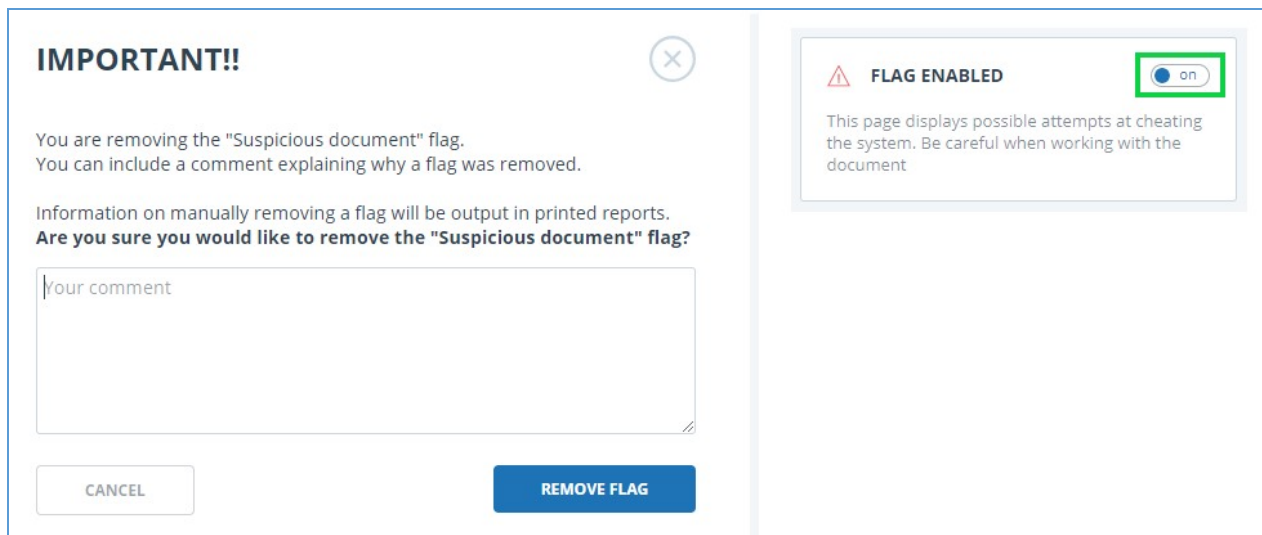 IMPORTANT!!
You are removing the "Suspicious document" flag.
You can include a comment explaining why a flag was removed.
Information on manually removing a flag will be output in printed reports.
Are you sure you would like to remove the "Suspicious document" flag?
Your comment
CANCEL
REMOVE FLAG
FLAG ENABLED
on
This page displays possible attempts at cheating
the system. Be careful when working with the
document